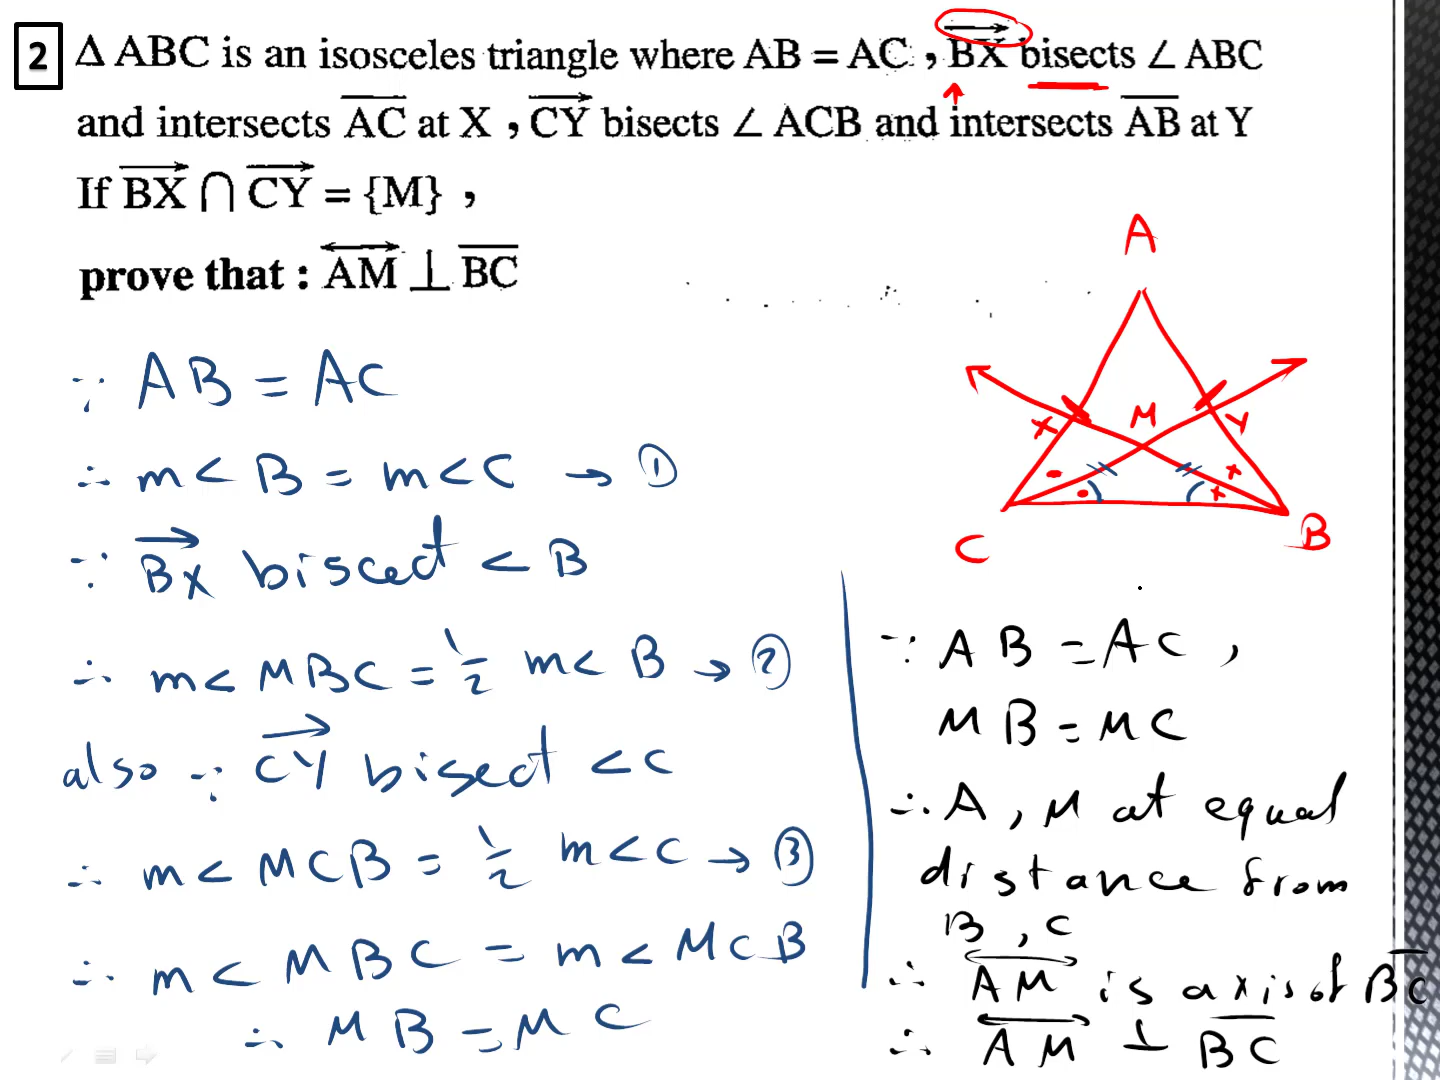 2 Δ ABC is an isosceles triangle where AB = AC , BX bisects ∠ ABC
and intersects AC at X , CY bisects ∠ ACB and intersects AB at Y
If BX ∩ CY = {M} ,
prove that : AM ⊥ BC
A
X
M
Y
C
B
∵ AB = AC
∴ m< B = m<C → ①
∵ BX bisect < B
∴ m< MBC = 1/2 m< B → ②
also ∵ CY bisect <C
∴ m< MCB = 1/2 m<C → ③
∴ m< MBC = m< MCB
∴ MB = MC
∵ AB = AC ,
MB = MC
∴ A , M at equal
distance from
B , C
∴ AM is axis of BC
∴ AM ⊥ BC